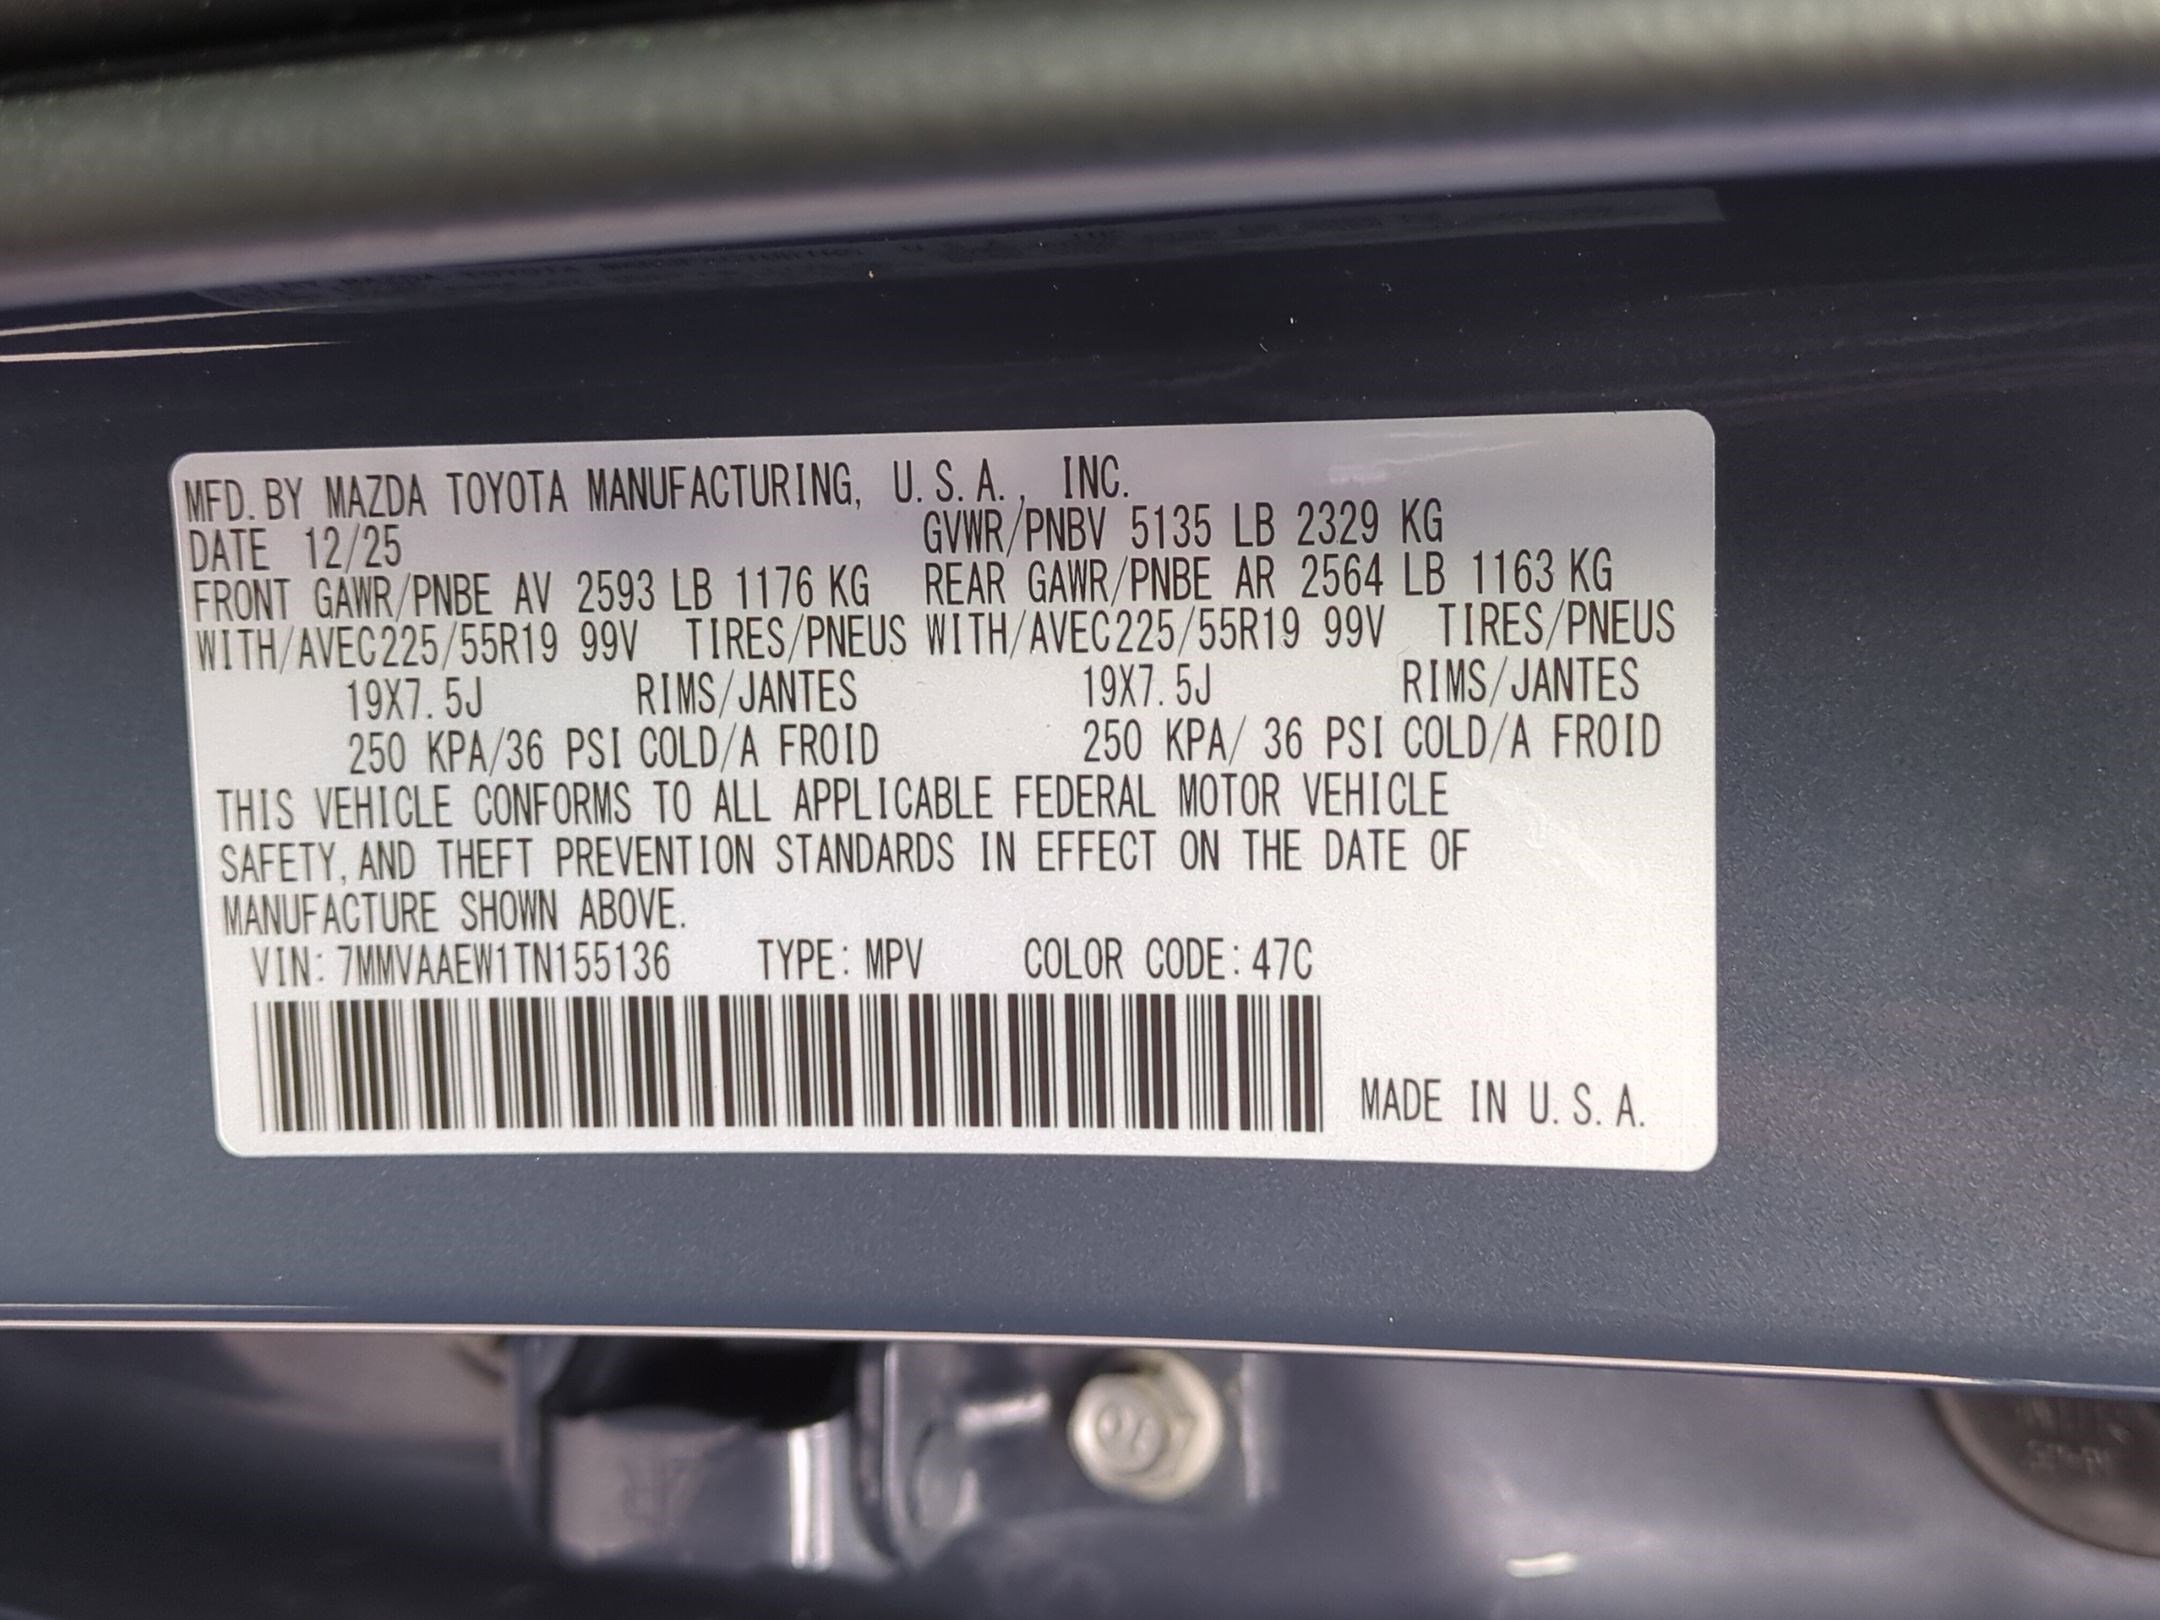 MFD. BY MAZDA TOYOTA MANUFACTURING, U. S. A., INC.
DATE 12/25 GVWR/PNBV 5135 LB 2329 KG
FRONT GAWR/PNBE AV 2593 LB 1176 KG REAR GAWR/PNBE AR 2564 LB 1163 KG
WITH/AVEC225/55R19 99V TIRES/PNEUS WITH/AVEC225/55R19 99V TIRES/PNEUS
19X7. 5J RIMS/JANTES 19X7. 5J RIMS/JANTES
250 KPA/36 PSI COLD/A FROID 250 KPA/ 36 PSI COLD/A FROID
THIS VEHICLE CONFORMS TO ALL APPLICABLE FEDERAL MOTOR VEHICLE
SAFETY, AND THEFT PREVENTION STANDARDS IN EFFECT ON THE DATE OF
MANUFACTURE SHOWN ABOVE.
VIN: 7MMVAAEW1TN155136 TYPE: MPV COLOR CODE: 47C
MADE IN U. S. A.